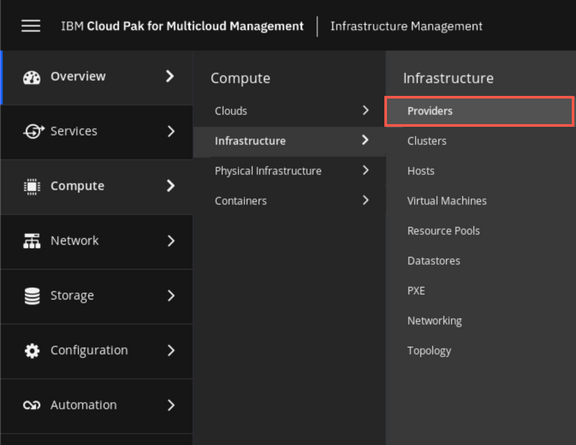 IBM Cloud Pak for Multicloud Management
Infrastructure Management
Overview
Services
Compute
Network
Storage
Configuration
Automation
Compute
Clouds
Infrastructure
Physical Infrastructure
Containers
Infrastructure
Providers
Clusters
Hosts
Virtual Machines
Resource Pools
Datastores
PXE
Networking
Topology